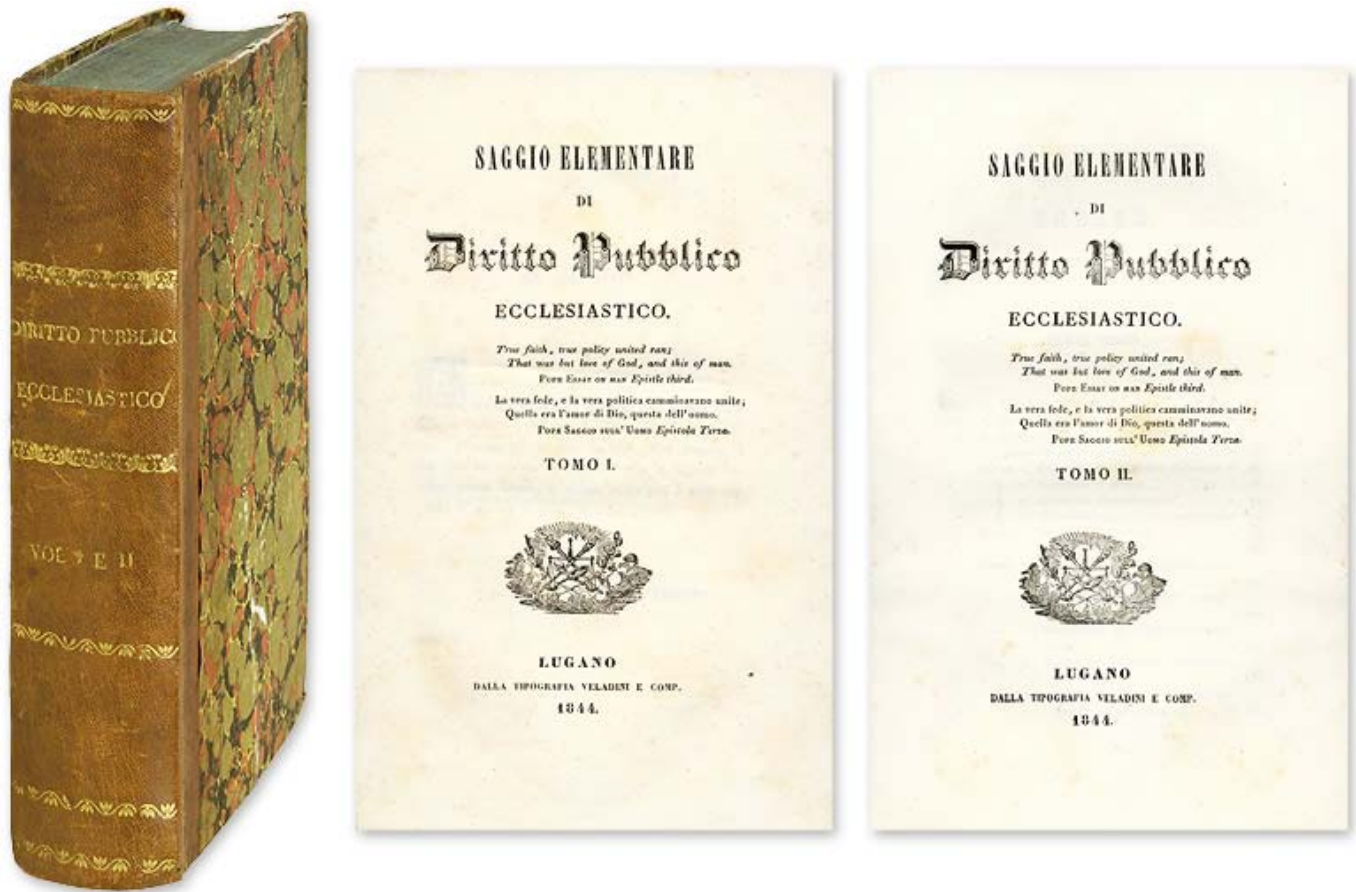 DIRITTO PUBBLICO
ECCLESIASTICO
VOL I E II
SAGGIO ELEMENTARE
DI
Diritto Pubblico
ECCLESIASTICO.
True faith, true policy united ran;
That was but love of God, and this of man.
POPE ESSAY ON MAN Epistle third.
La vera fede, e la vera politica camminavano unite;
Quella era l'amor di Dio, questa dell'uomo.
POPE SAGGIO SULL' UOMO Epistola Terza.
TOMO I.
LUGANO
DALLA TIPOGRAFIA VELADINI E COMP.
1844.
SAGGIO ELEMENTARE
DI
Diritto Pubblico
ECCLESIASTICO.
True faith, true policy united ran;
That was but love of God, and this of man.
POPE ESSAY ON MAN Epistle third.
La vera fede, e la vera politica camminavano unite;
Quella era l'amor di Dio, questa dell'uomo.
POPE SAGGIO SULL' UOMO Epistola Terza.
TOMO II.
LUGANO
DALLA TIPOGRAFIA VELADINI E COMP.
1844.